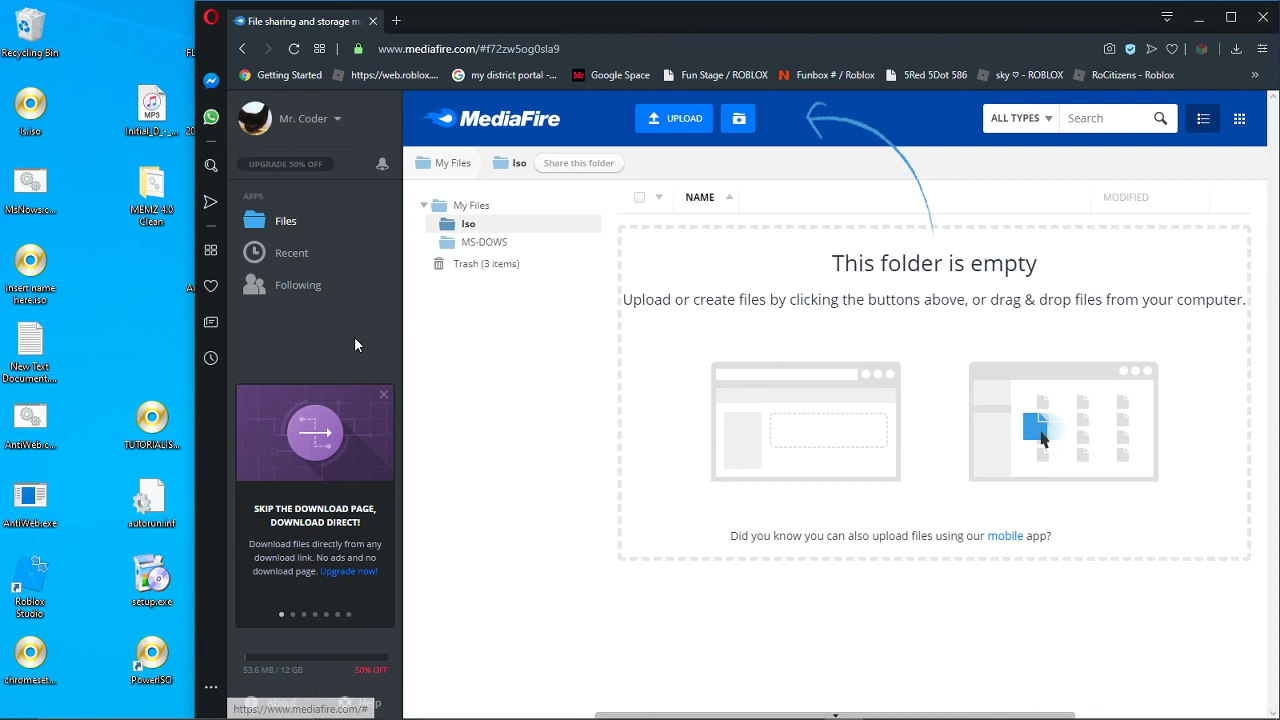 File sharing and storage m
www.mediafire.com/#f72zw5og0sla9
Getting Started
https://web.roblox....
my district portal -...
Google Space
Fun Stage / ROBLOX
Funbox # / Roblox
5Red 5Dot 586
sky ♡ - ROBLOX
RoCitizens - Roblox
»
Recycling Bin
Is.iso
MP3
Initial_D_-_...
MsNows.c...
MEMZ 4.0
Clean
insert name
here.iso
New Text
Document....
AntiWeb.c...
TUTORIALIS...
AntiWeb.exe
autorun.inf
Roblox
Studio
setup.exe
chromeset...
PowerISO
Mr. Coder
UPGRADE 50% OFF
APPS
Files
Recent
Following
SKIP THE DOWNLOAD PAGE,
DOWNLOAD DIRECT!
Download files directly from any
download link. No ads and no
download page. Upgrade now!
53.6 MB / 12 GB
50% OFF
About
Help
https://www.mediafire.com/#
MediaFire
UPLOAD
ALL TYPES
Search
My Files
Iso
Share this folder
My Files
Iso
MS-DOWS
Trash (3 items)
NAME
MODIFIED
This folder is empty
Upload or create files by clicking the buttons above, or drag & drop files from your computer.
Did you know you can also upload files using our mobile app?